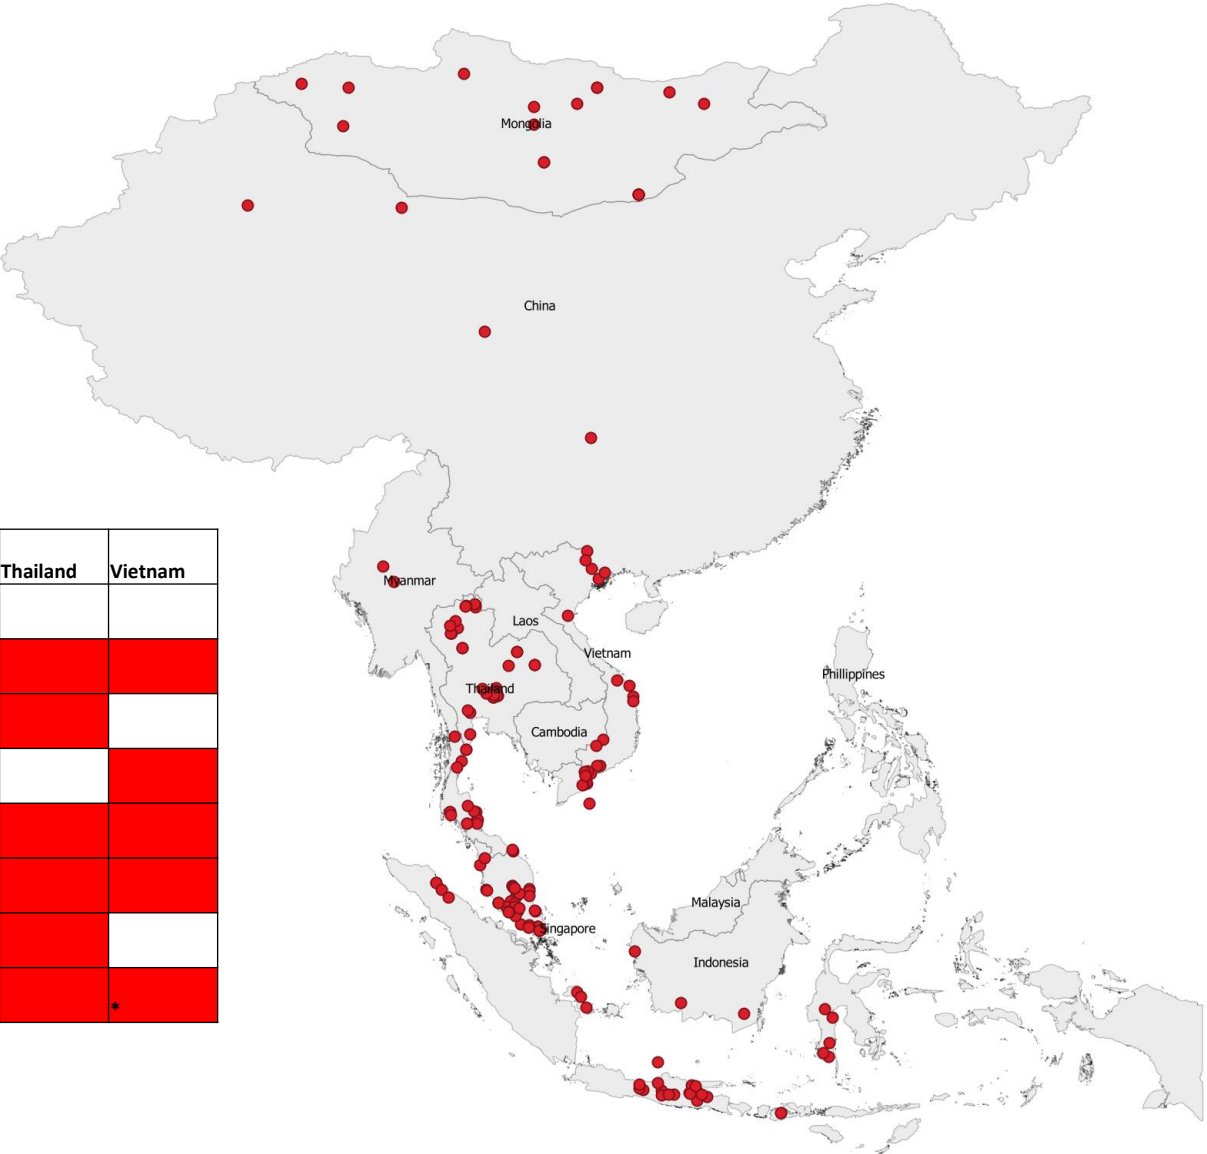 Mongolia
China
Thailand Vietnam
Myanmar
Laos
Vietnam
Phillippines
Thailand
Cambodia
Malaysia
Singapore
Indonesia
*